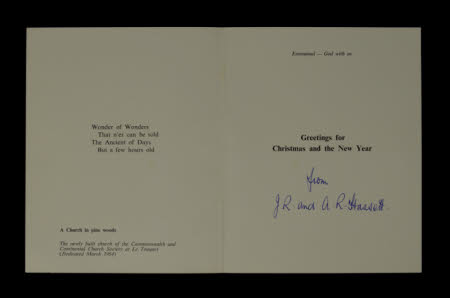 Wonder of Wonders
That n'er can be told
The Ancient of Days
But a few hours old
A Church in pine woods
The newly built church of the Commonwealth and
Continental Church Society at Le Touquet
(Dedicated March 1964)
Emmanuel — God with us
Greetings for
Christmas and the New Year
from
J R. and A R. Hassett.